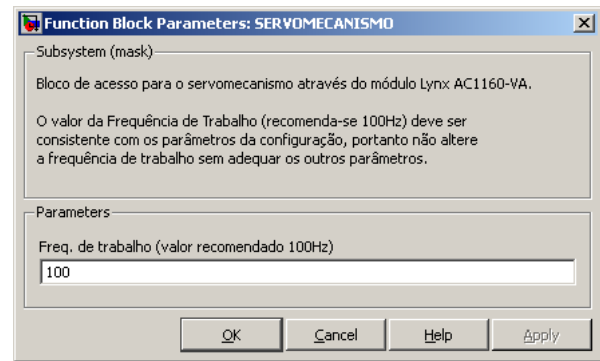 Function Block Parameters: SERVOMECANISMO
Subsystem (mask)
Bloco de acesso para o servomecanismo através do módulo Lynx AC1160-VA.
O valor da Frequência de Trabalho (recomenda-se 100Hz) deve ser
consistente com os parâmetros da configuração, portanto não altere
a frequência de trabalho sem adequar os outros parâmetros.
Parameters
Freq. de trabalho (valor recomendado 100Hz)
100
OK Cancel Help Apply